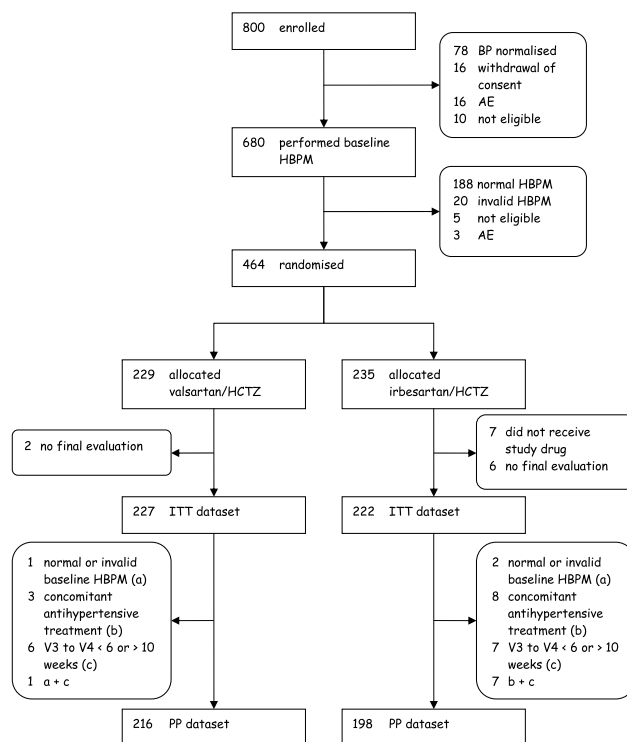 800 enrolled
78 BP normalised
16 withdrawal of
consent
16 AE
10 not eligible
680 performed baseline
HBPM
188 normal HBPM
20 invalid HBPM
5 not eligible
3 AE
464 randomised
229 allocated
valsartan/HCTZ
235 allocated
irbesartan/HCTZ
2 no final evaluation
7 did not receive
study drug
6 no final evaluation
227 ITT dataset
222 ITT dataset
1 normal or invalid
baseline HBPM (a)
3 concomitant
antihypertensive
treatment (b)
6 V3 to V4 < 6 or > 10
weeks (c)
1 a + c
2 normal or invalid
baseline HBPM (a)
8 concomitant
antihypertensive
treatment (b)
7 V3 to V4 < 6 or > 10
weeks (c)
7 b + c
216 PP dataset
198 PP dataset